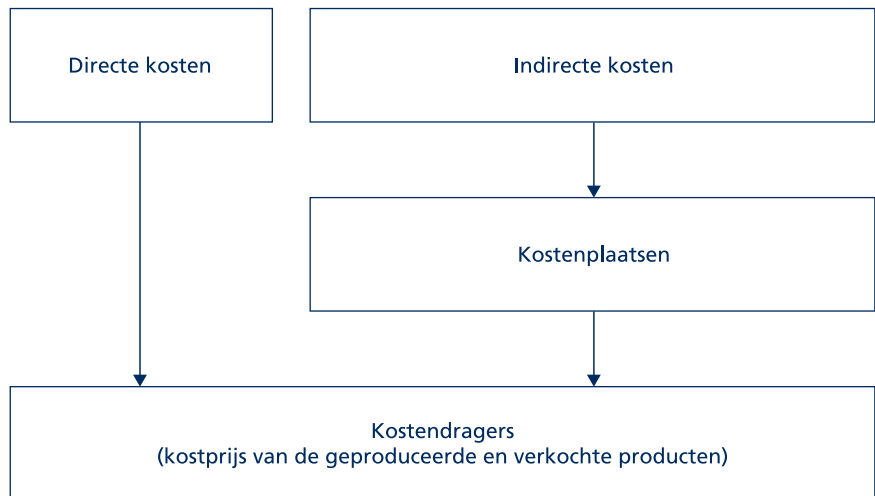 Directe kosten
Indirecte kosten
Kostenplaatsen
Kostendragers
(kostprijs van de geproduceerde en verkochte producten)